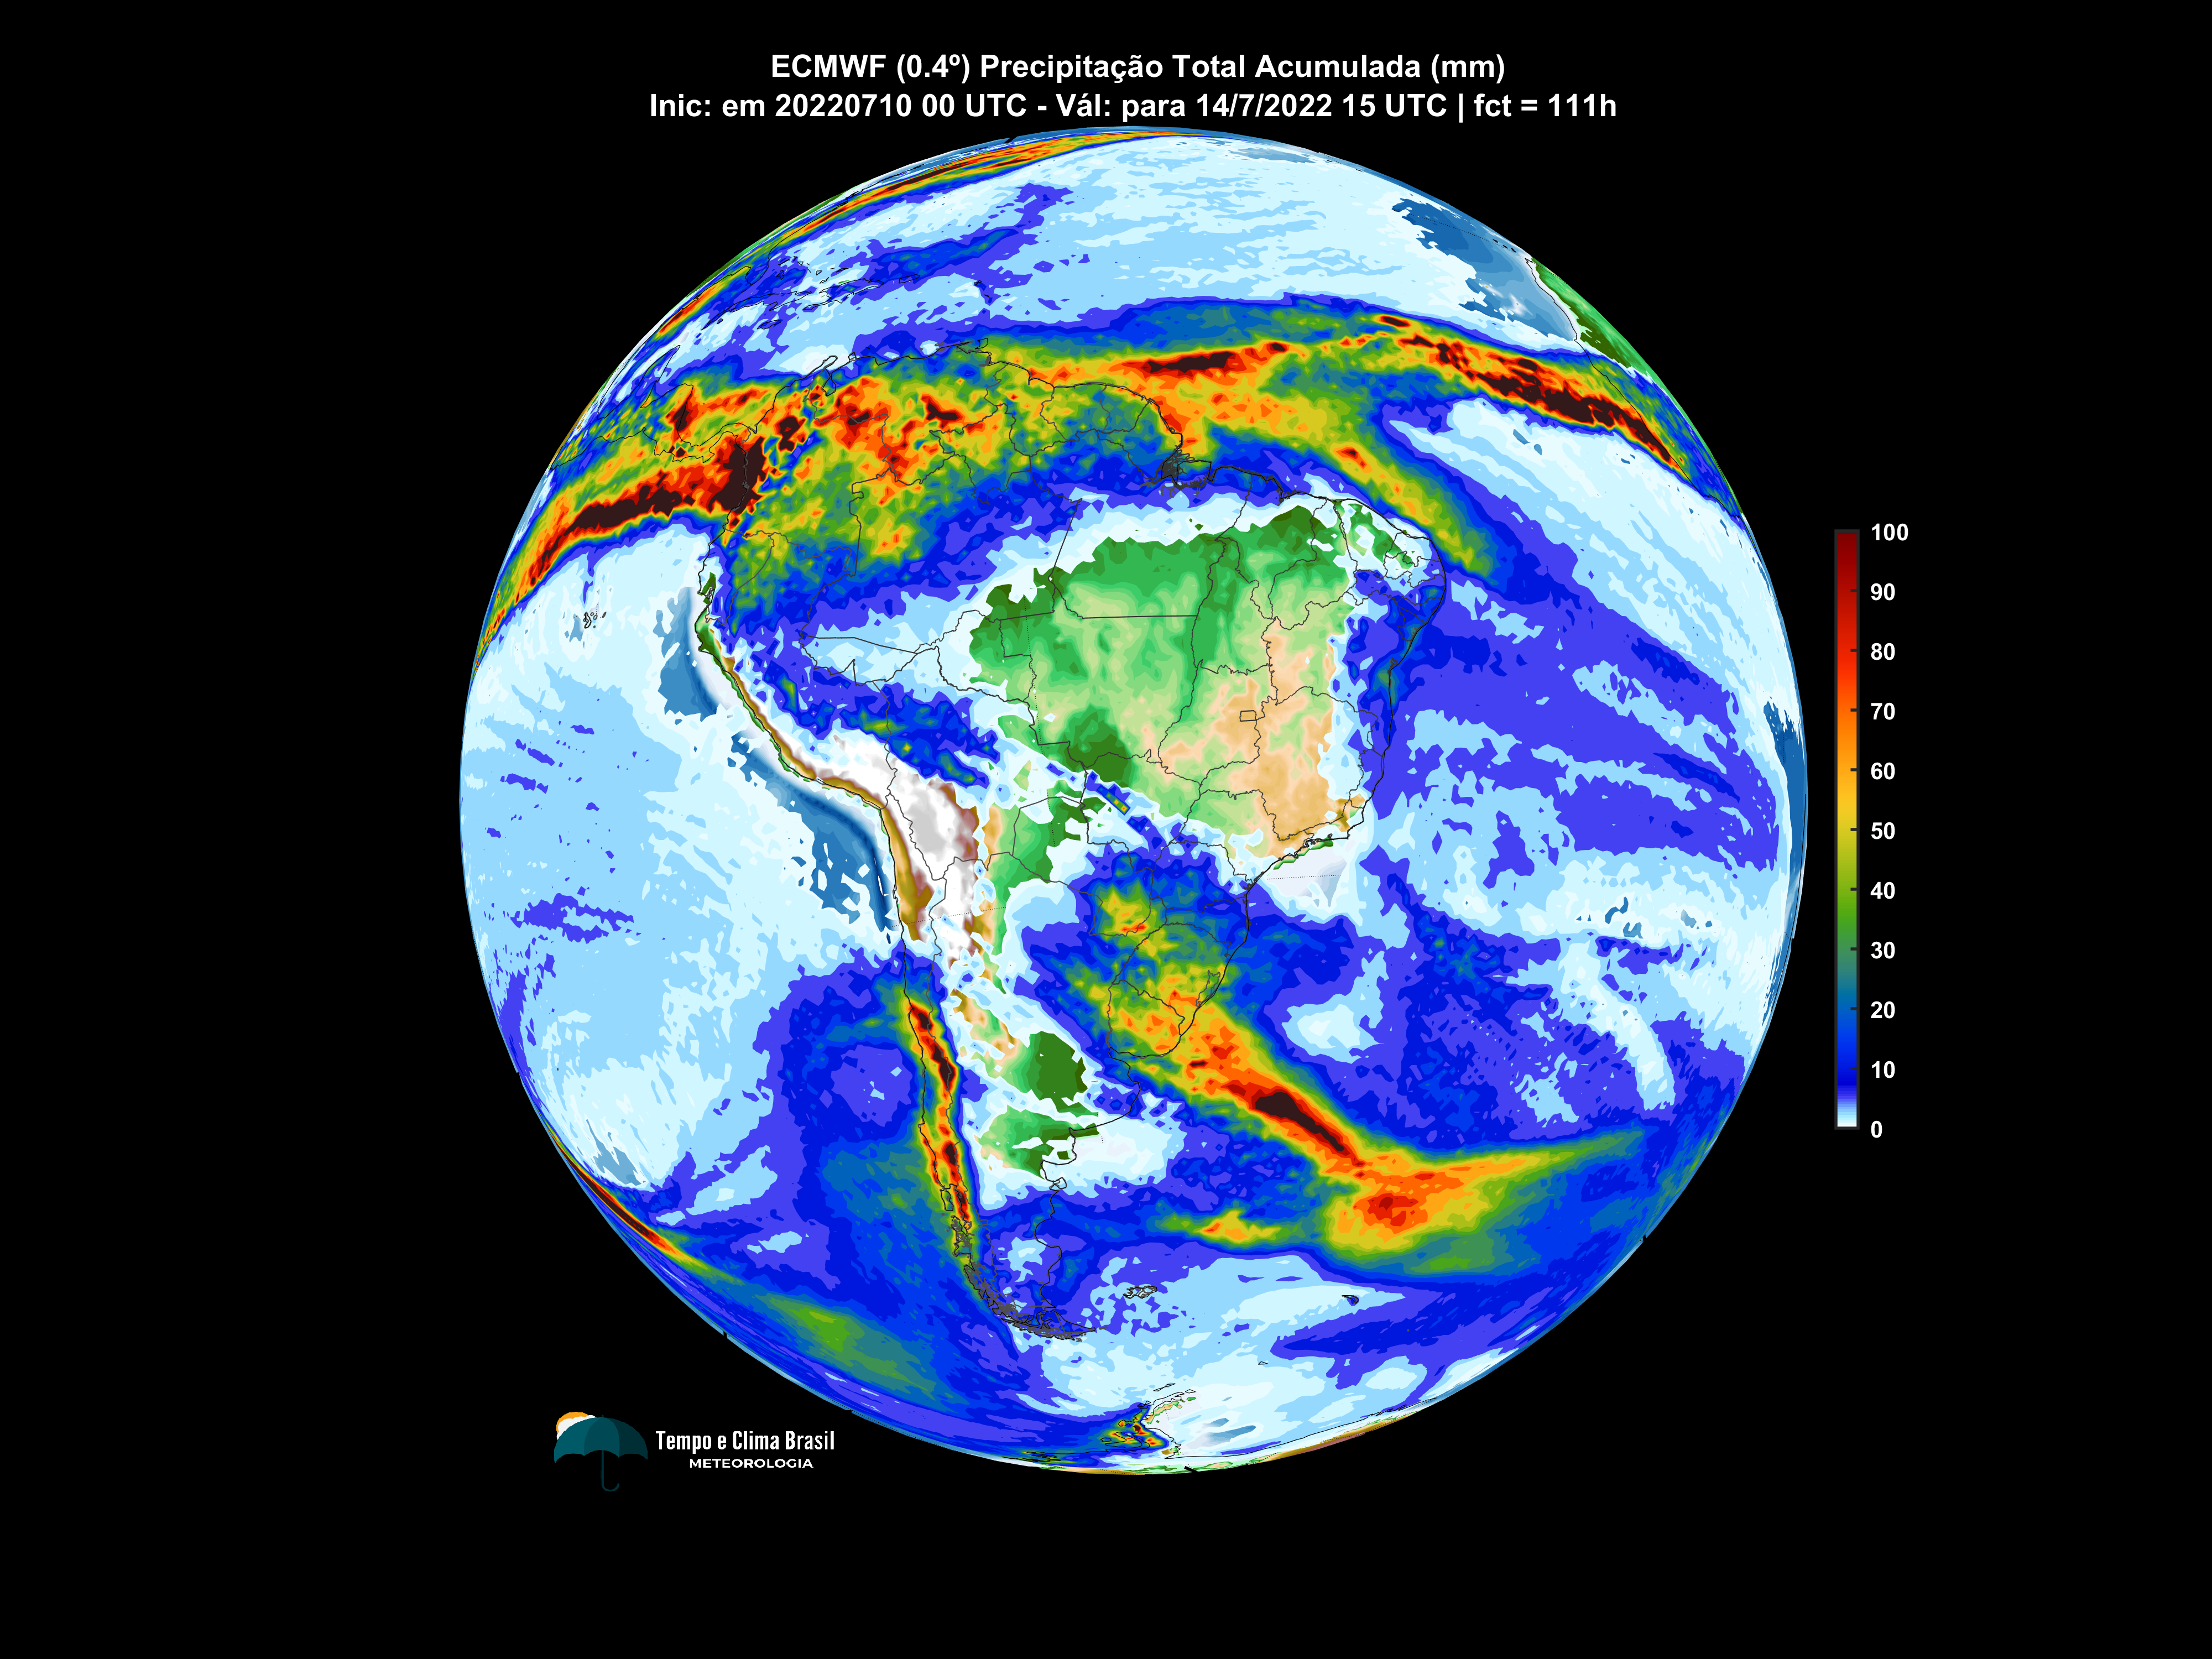 ECMWF (0.4º) Precipitação Total Acumulada (mm)
Inic: em 20220710 00 UTC - Vál: para 14/7/2022 15 UTC | fct = 111h
100
90
80
70
60
50
40
30
20
10
0
Tempo e Clima Brasil
METEOROLOGIA